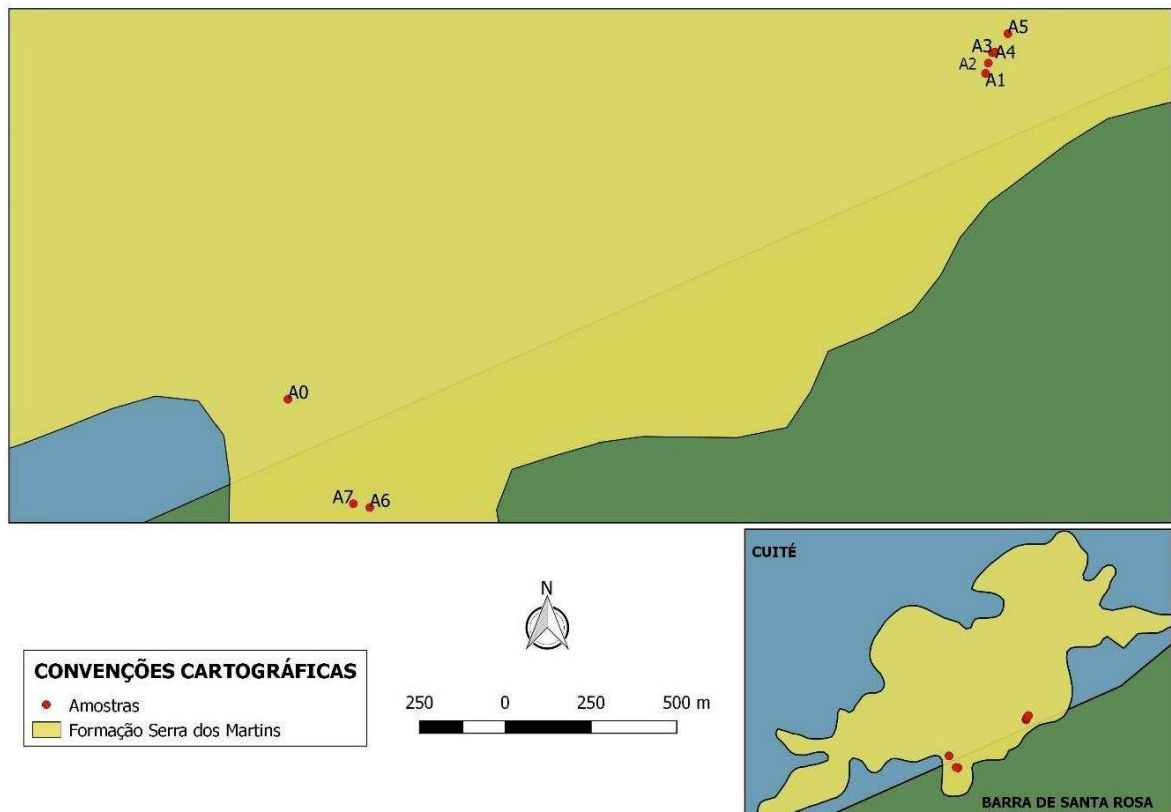 A5
A3 A4
A2
A1
A0
A7 A6
CUITÉ
N
CONVENÇÕES CARTOGRÁFICAS
Amostras
Formação Serra dos Martins
250 0 250 500 m
BARRA DE SANTA ROSA